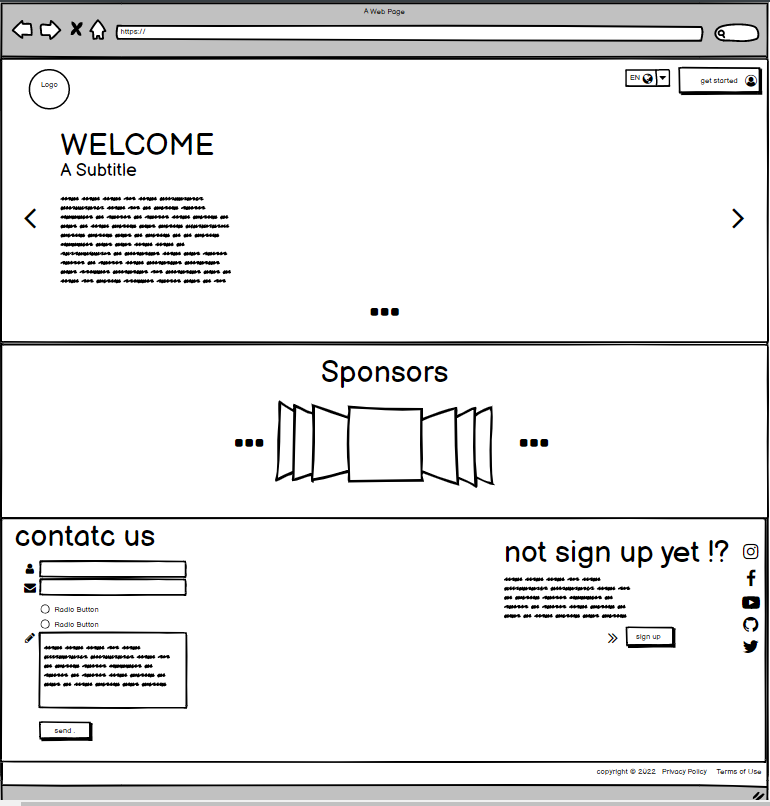 A Web Page
https://
Logo
EN
get started
WELCOME
A Subtitle
Sponsors
contatc us
Radio Button
Radio Button
send .
not sign up yet !?
sign up
copyright © 2022 Privacy Policy Terms of Use